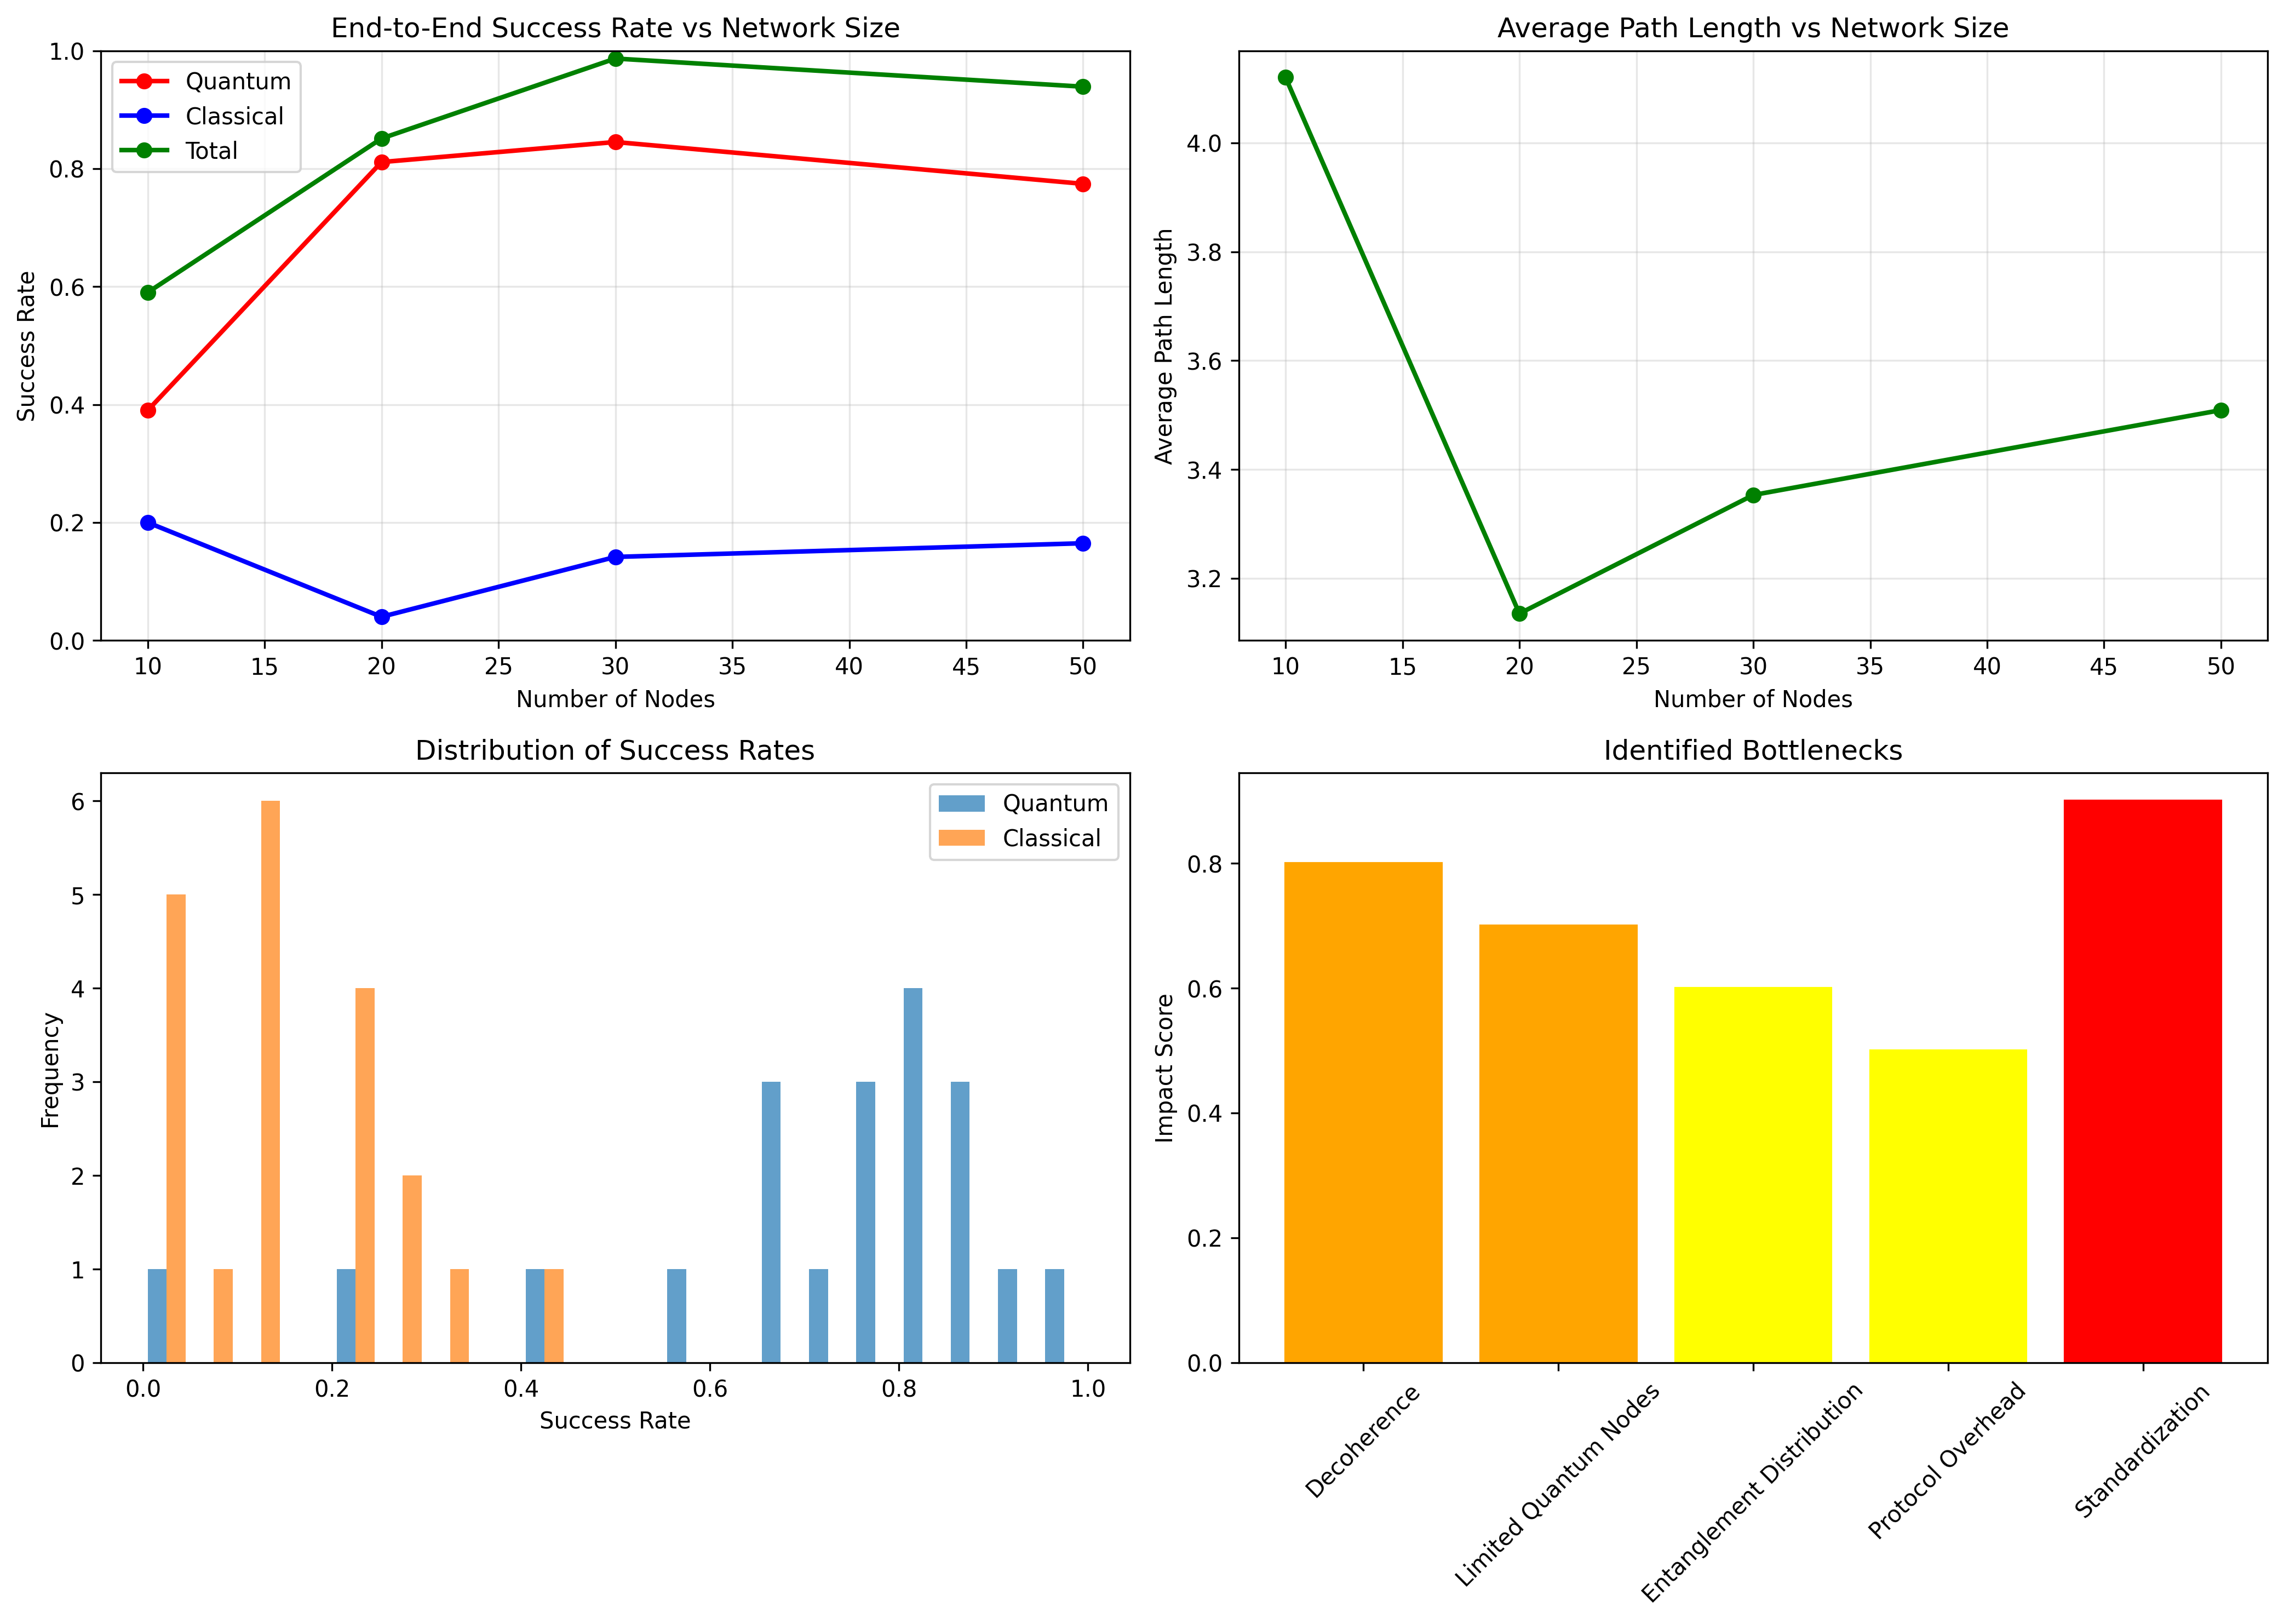 End-to-End Success Rate vs Network Size
Success Rate
1.0
0.8
0.6
0.4
0.2
0.0
Quantum
Classical
Total
10 15 20 25 30 35 40 45 50
Number of Nodes
Average Path Length vs Network Size
Average Path Length
4.0
3.8
3.6
3.4
3.2
10 15 20 25 30 35 40 45 50
Number of Nodes
Distribution of Success Rates
Frequency
6
5
4
3
2
1
0
Quantum
Classical
0.0 0.2 0.4 0.6 0.8 1.0
Success Rate
Identified Bottlenecks
Impact Score
0.8
0.6
0.4
0.2
0.0
Decoherence
Limited Quantum Nodes
Entanglement Distribution
Protocol Overhead
Standardization